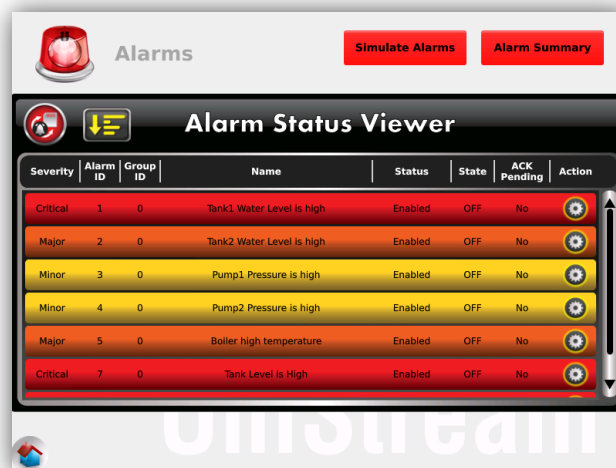 Alarms
Simulate Alarms
Alarm Summary
Alarm Status Viewer
Severity Alarm ID Group ID Name Status State ACK Pending Action
Critical 1 0 Tank1 Water Level is high Enabled OFF No
Major 2 0 Tank2 Water Level is high Enabled OFF No
Minor 3 0 Pump1 Pressure is high Enabled OFF No
Minor 4 0 Pump2 Pressure is high Enabled OFF No
Major 5 0 Boiler high temperature Enabled OFF No
Critical 7 0 Tank Level is High Enabled OFF No
UniStream